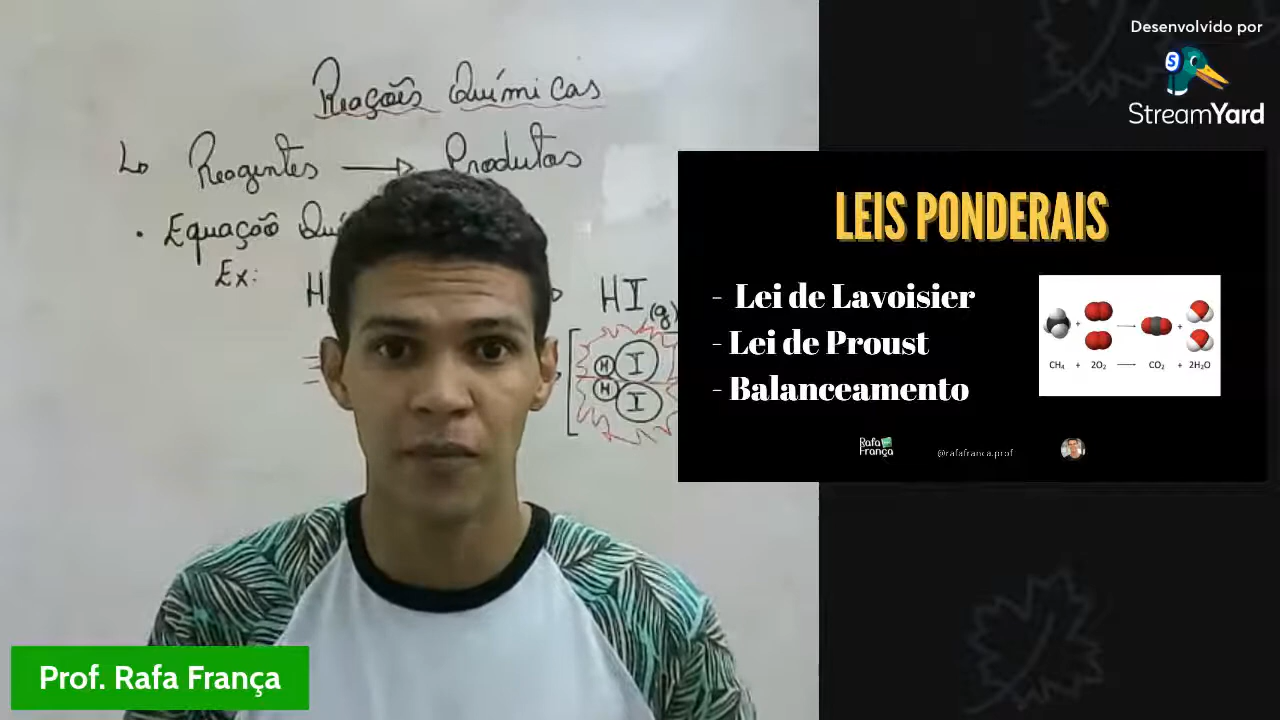 Reações Químicas
Reagentes → Produtos
• Equação
Ex:
HI(g)
H I
H I
Desenvolvido por
StreamYard
LEIS PONDERAIS
- Lei de Lavoisier
- Lei de Proust
- Balanceamento
CH₄ + 2O₂ → CO₂ + 2H₂O
Rafa França
@rafafranca.prof
Prof. Rafa França